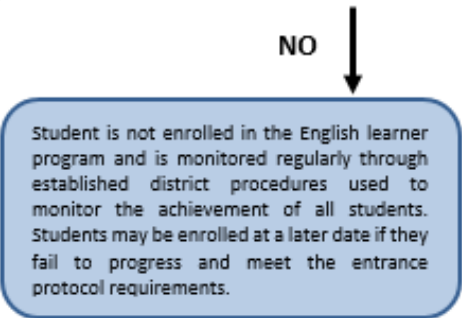 NO
Student is not enrolled in the English learner
program and is monitored regularly through
established district procedures used to
monitor the achievement of all students.
Students may be enrolled at a later date if they
fail to progress and meet the entrance
protocol requirements.